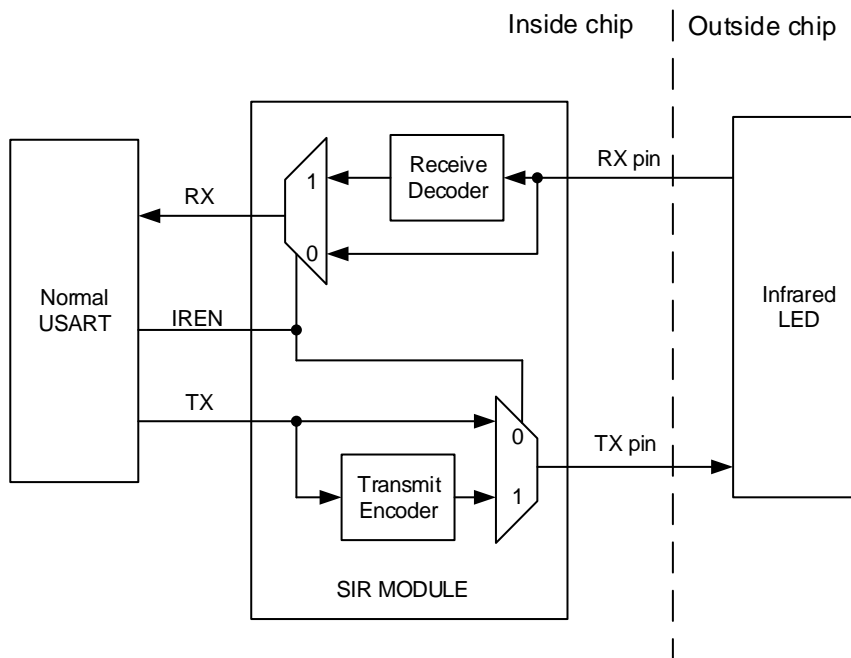 Inside chip
Outside chip
Receive
Decoder
RX pin
1
RX
0
Normal
USART
IREN
Infrared
LED
TX
0
TX pin
Transmit
Encoder
1
SIR MODULE